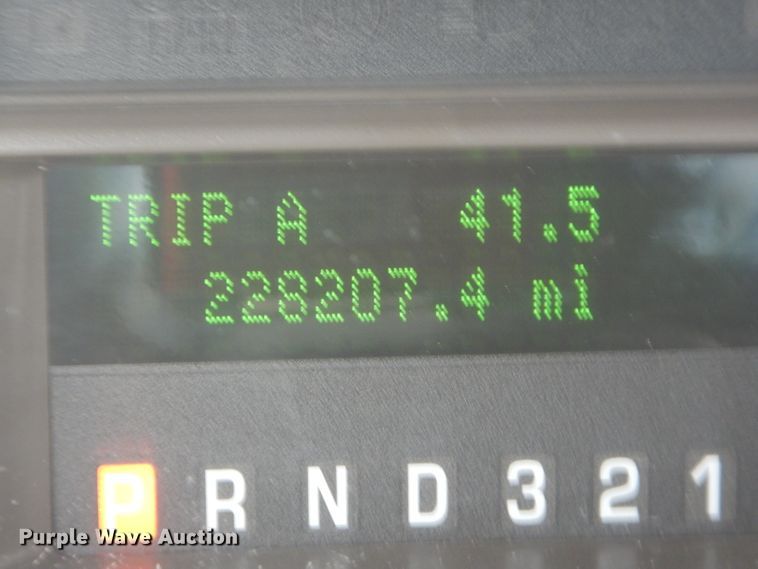 TRIP A 41.5
228207.4 mi
P R N D 3 2 1
Purple Wave Auction